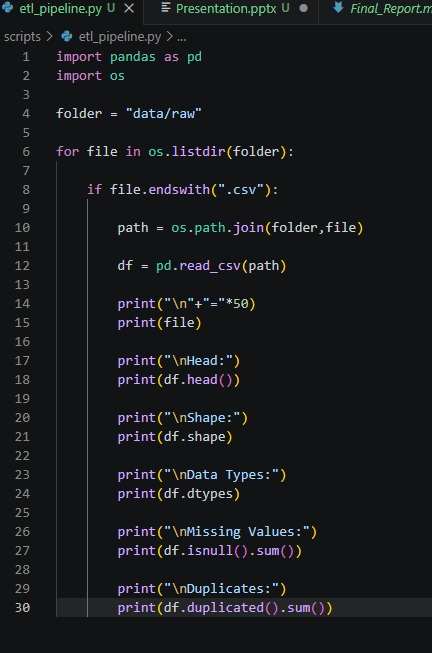 etl_pipeline.py U Presentation.pptx U Final_Report.m
scripts > etl_pipeline.py > ...
1 import pandas as pd
2 import os
3
4 folder = "data/raw"
5
6 for file in os.listdir(folder):
7
8 if file.endswith(".csv"):
9
10 path = os.path.join(folder,file)
11
12 df = pd.read_csv(path)
13
14 print("\n"+"="*50)
15 print(file)
16
17 print("\nHead:")
18 print(df.head())
19
20 print("\nShape:")
21 print(df.shape)
22
23 print("\nData Types:")
24 print(df.dtypes)
25
26 print("\nMissing Values:")
27 print(df.isnull().sum())
28
29 print("\nDuplicates:")
30 print(df.duplicated().sum())